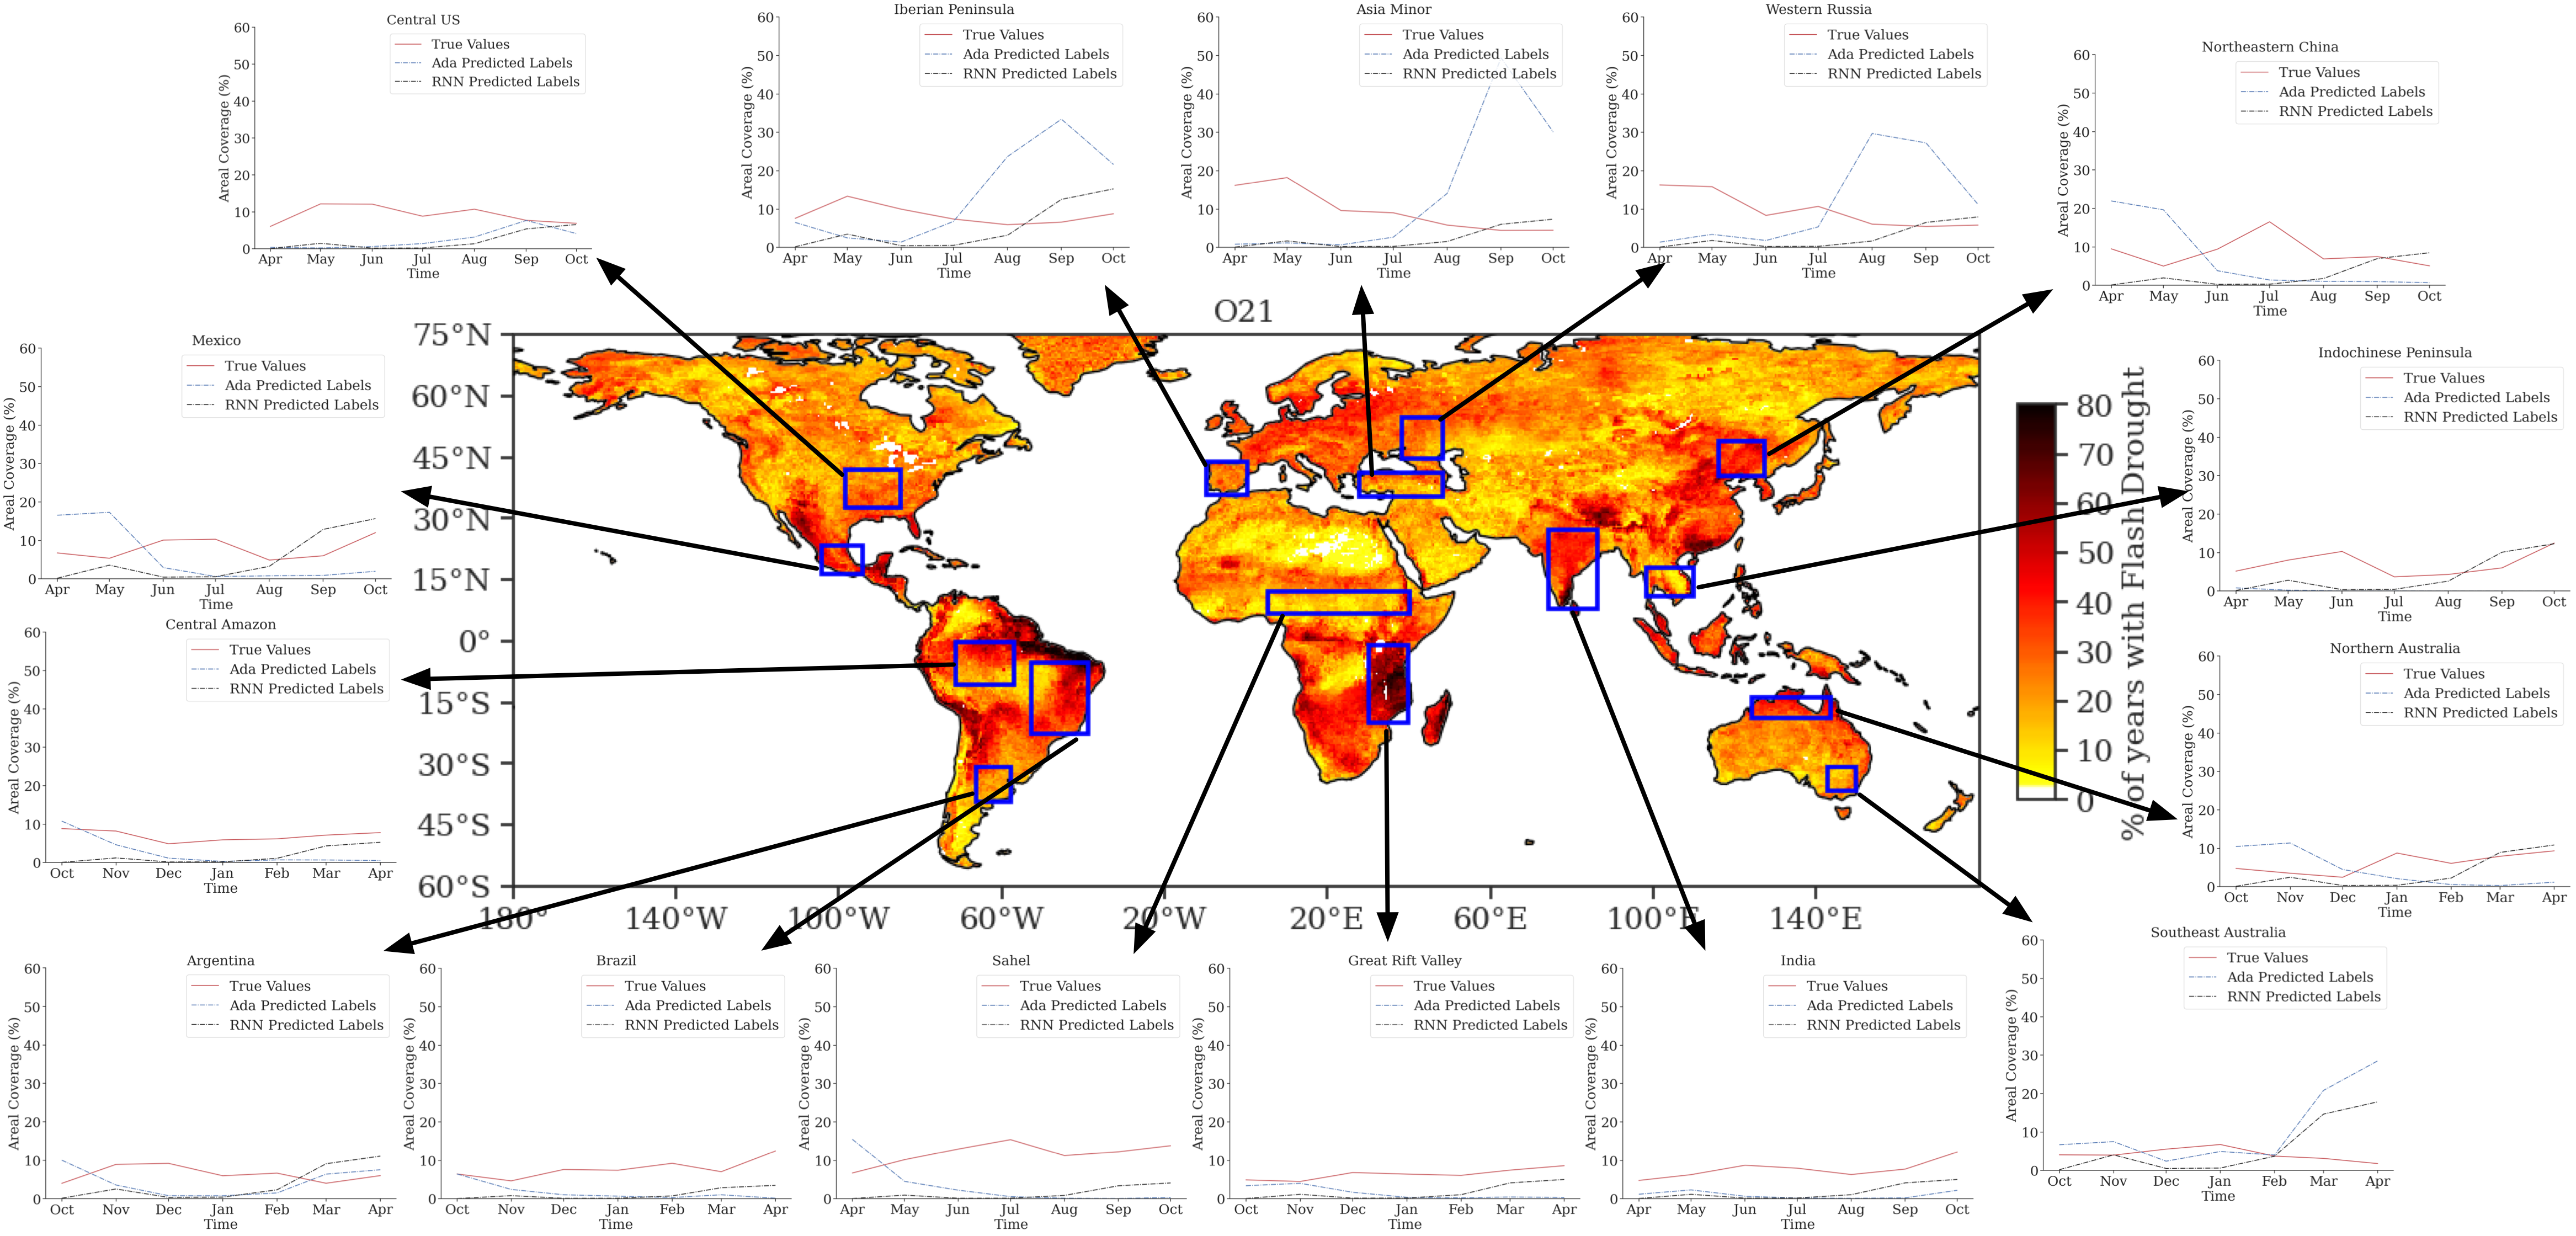 Central US
60
50
40
30
20
10
0
Areal Coverage (%)
True Values
Ada Predicted Labels
RNN Predicted Labels
Apr May Jun Jul Aug Sep Oct
Time
Iberian Peninsula
60
50
40
30
20
10
0
Areal Coverage (%)
True Values
Ada Predicted Labels
RNN Predicted Labels
Apr May Jun Jul Aug Sep Oct
Time
Asia Minor
60
50
40
30
20
10
0
Areal Coverage (%)
True Values
Ada Predicted Labels
RNN Predicted Labels
Apr May Jun Jul Aug Sep Oct
Time
Western Russia
60
50
40
30
20
10
0
Areal Coverage (%)
True Values
Ada Predicted Labels
RNN Predicted Labels
Apr May Jun Jul Aug Sep Oct
Time
Northeastern China
60
50
40
30
20
10
0
Areal Coverage (%)
True Values
Ada Predicted Labels
RNN Predicted Labels
Apr May Jun Jul Aug Sep Oct
Time
Mexico
60
50
40
30
20
10
0
Areal Coverage (%)
True Values
Ada Predicted Labels
RNN Predicted Labels
Apr May Jun Jul Aug Sep Oct
Time
O21
75°N
60°N
45°N
30°N
15°N
0°
15°S
30°S
45°S
60°S
180° 140°W 100°W 60°W 20°W 20°E 60°E 100°E 140°E
80
70
60
50
40
30
20
10
0
% of years with Flash Drought
Indochinese Peninsula
60
50
40
30
20
10
0
Areal Coverage (%)
True Values
Ada Predicted Labels
RNN Predicted Labels
Apr May Jun Jul Aug Sep Oct
Time
Central Amazon
60
50
40
30
20
10
0
Areal Coverage (%)
True Values
Ada Predicted Labels
RNN Predicted Labels
Oct Nov Dec Jan Feb Mar Apr
Time
Northern Australia
60
50
40
30
20
10
0
Areal Coverage (%)
True Values
Ada Predicted Labels
RNN Predicted Labels
Oct Nov Dec Jan Feb Mar Apr
Time
Argentina
60
50
40
30
20
10
0
Areal Coverage (%)
True Values
Ada Predicted Labels
RNN Predicted Labels
Oct Nov Dec Jan Feb Mar Apr
Time
Brazil
60
50
40
30
20
10
0
Areal Coverage (%)
True Values
Ada Predicted Labels
RNN Predicted Labels
Oct Nov Dec Jan Feb Mar Apr
Time
Sahel
60
50
40
30
20
10
0
Areal Coverage (%)
True Values
Ada Predicted Labels
RNN Predicted Labels
Apr May Jun Jul Aug Sep Oct
Time
Great Rift Valley
60
50
40
30
20
10
0
Areal Coverage (%)
True Values
Ada Predicted Labels
RNN Predicted Labels
Oct Nov Dec Jan Feb Mar Apr
Time
India
60
50
40
30
20
10
0
Areal Coverage (%)
True Values
Ada Predicted Labels
RNN Predicted Labels
Apr May Jun Jul Aug Sep Oct
Time
Southeast Australia
60
50
40
30
20
10
0
Areal Coverage (%)
True Values
Ada Predicted Labels
RNN Predicted Labels
Oct Nov Dec Jan Feb Mar Apr
Time